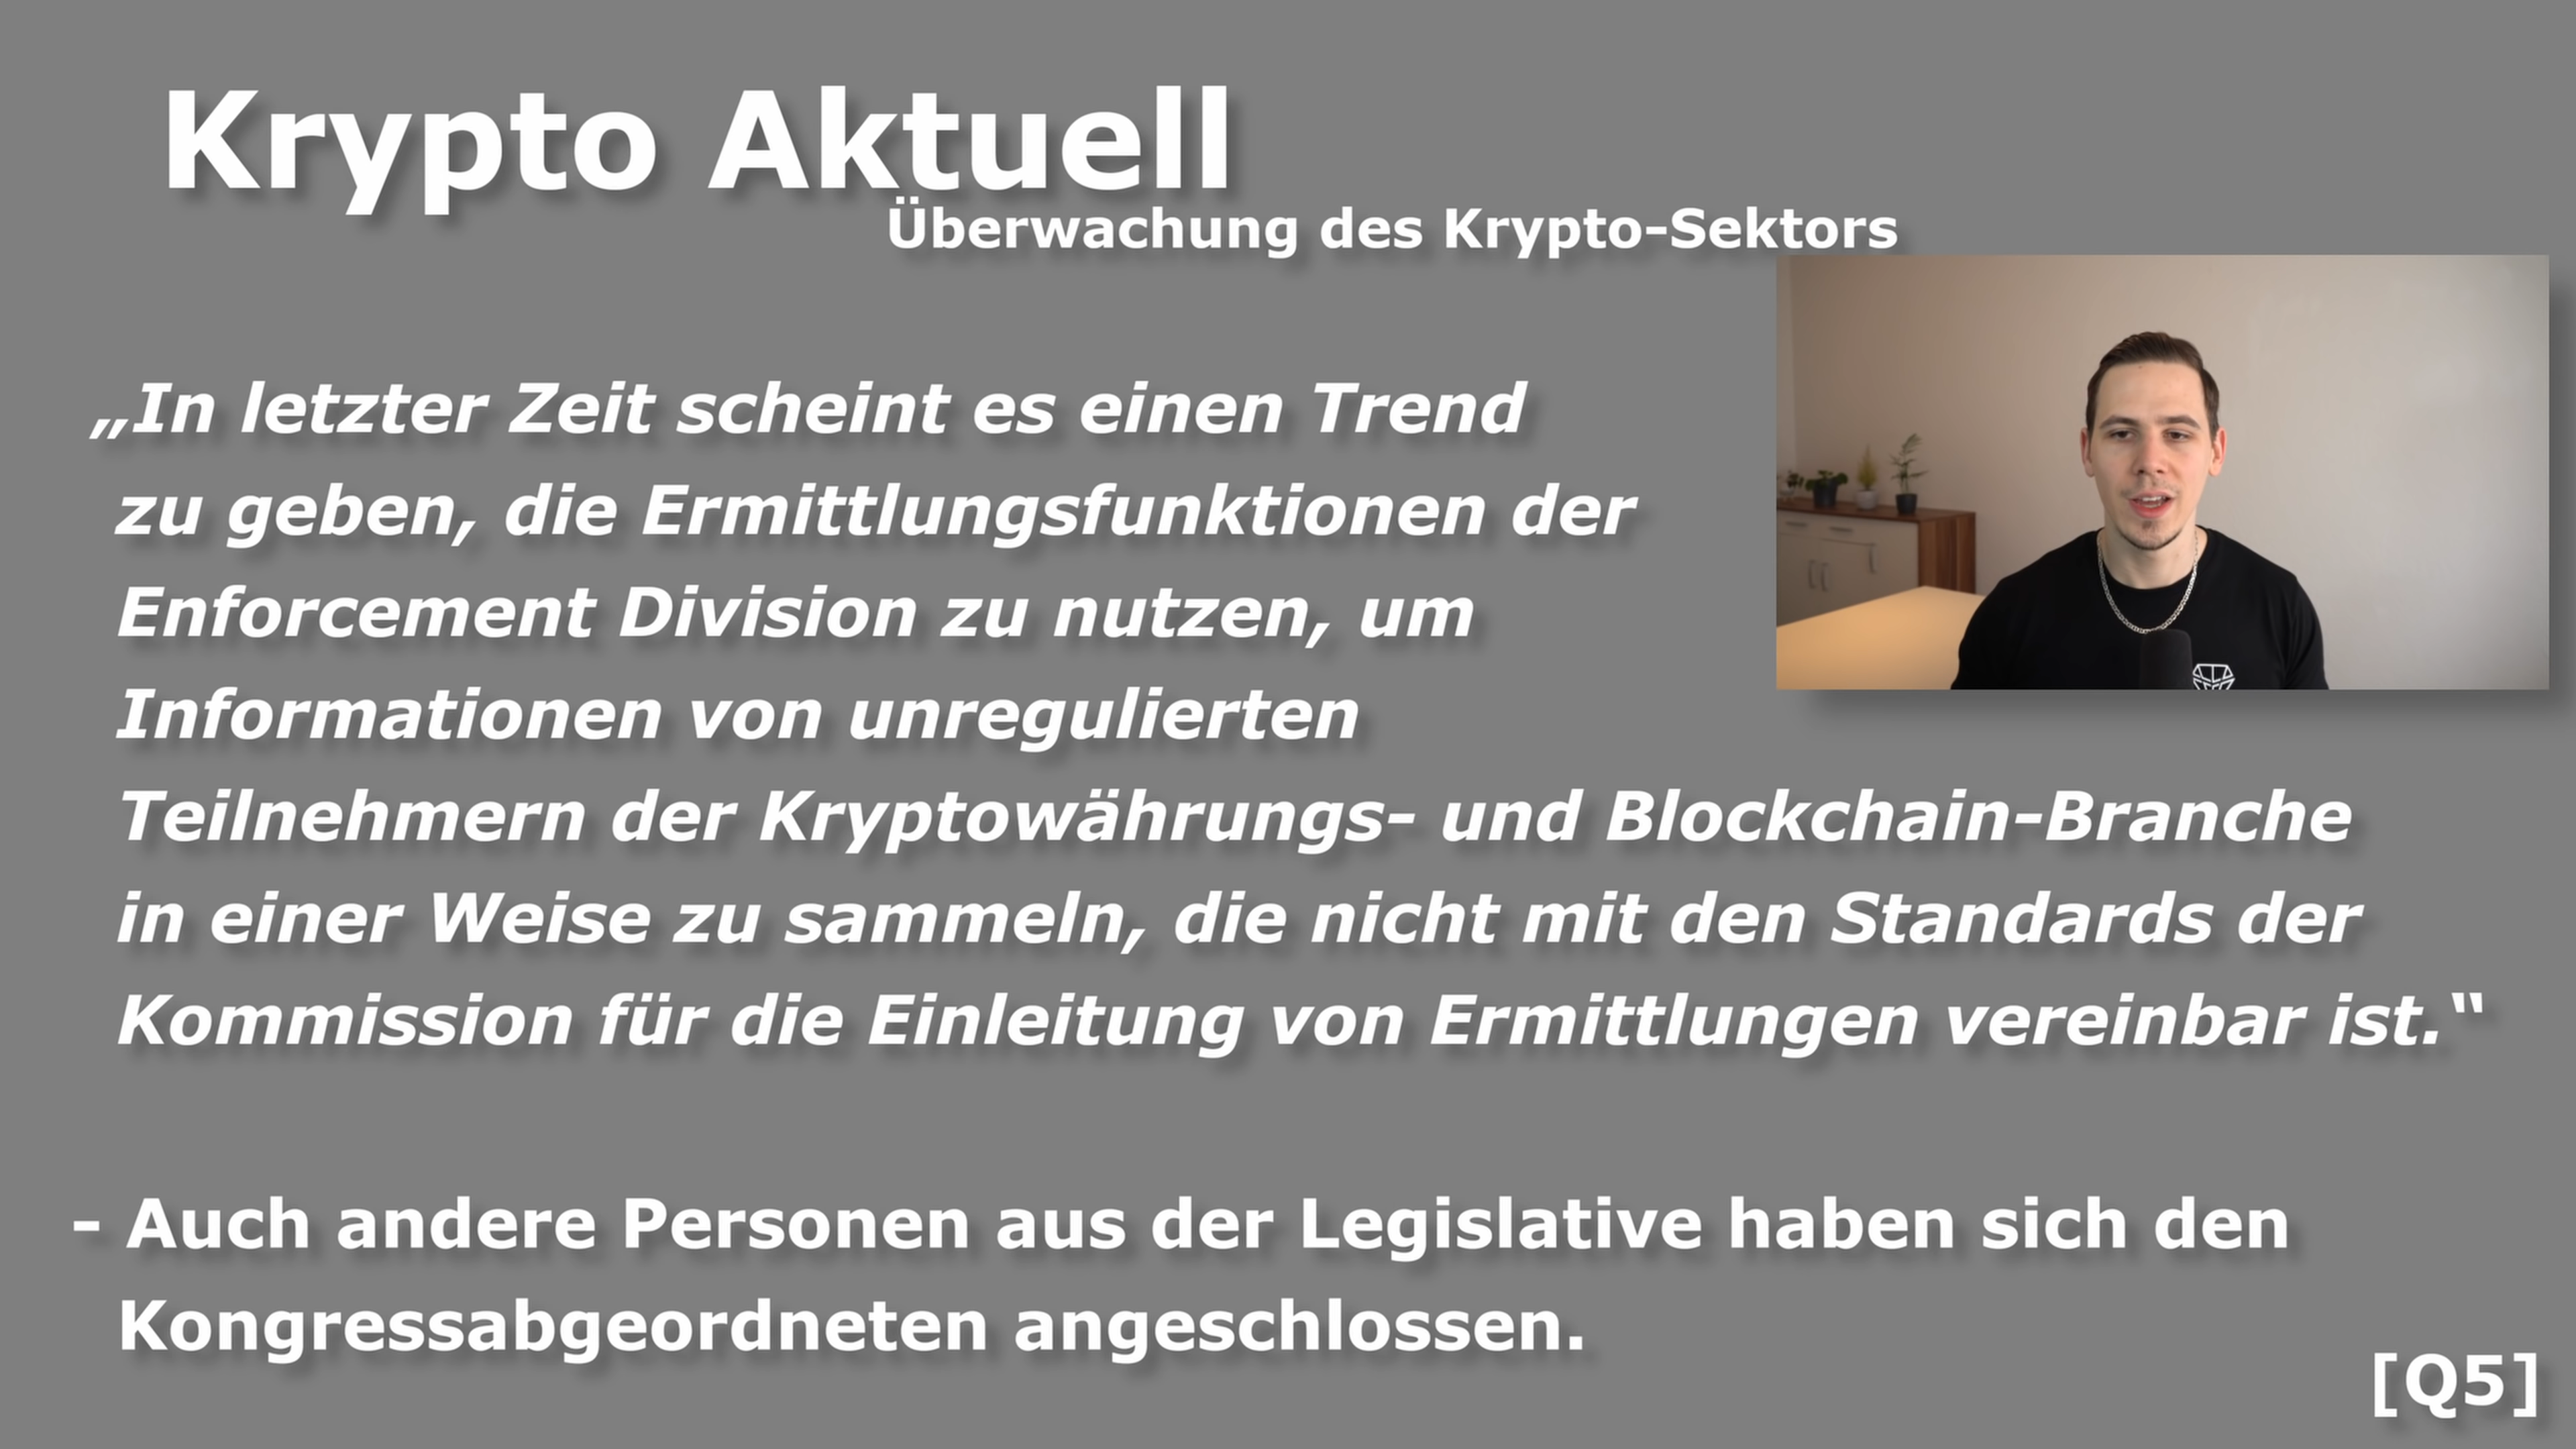 Krypto Aktuell
Überwachung des Krypto-Sektors
„In letzter Zeit scheint es einen Trend
zu geben, die Ermittlungsfunktionen der
Enforcement Division zu nutzen, um
Informationen von unregulierten
Teilnehmern der Kryptowährungs- und Blockchain-Branche
in einer Weise zu sammeln, die nicht mit den Standards der
Kommission für die Einleitung von Ermittlungen vereinbar ist.“
- Auch andere Personen aus der Legislative haben sich den
Kongressabgeordneten angeschlossen.
[Q5]